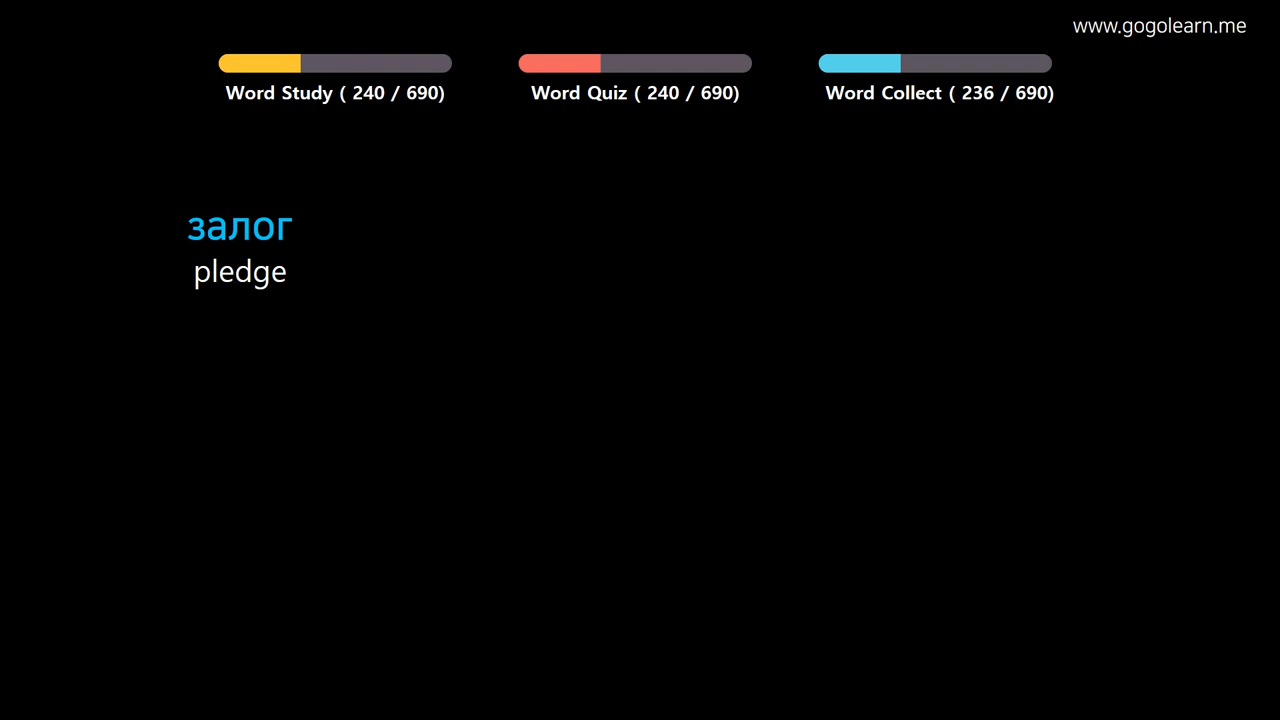 www.gogolearn.me
Word Study ( 240 / 690)
Word Quiz ( 240 / 690)
Word Collect ( 236 / 690)
залог
pledge